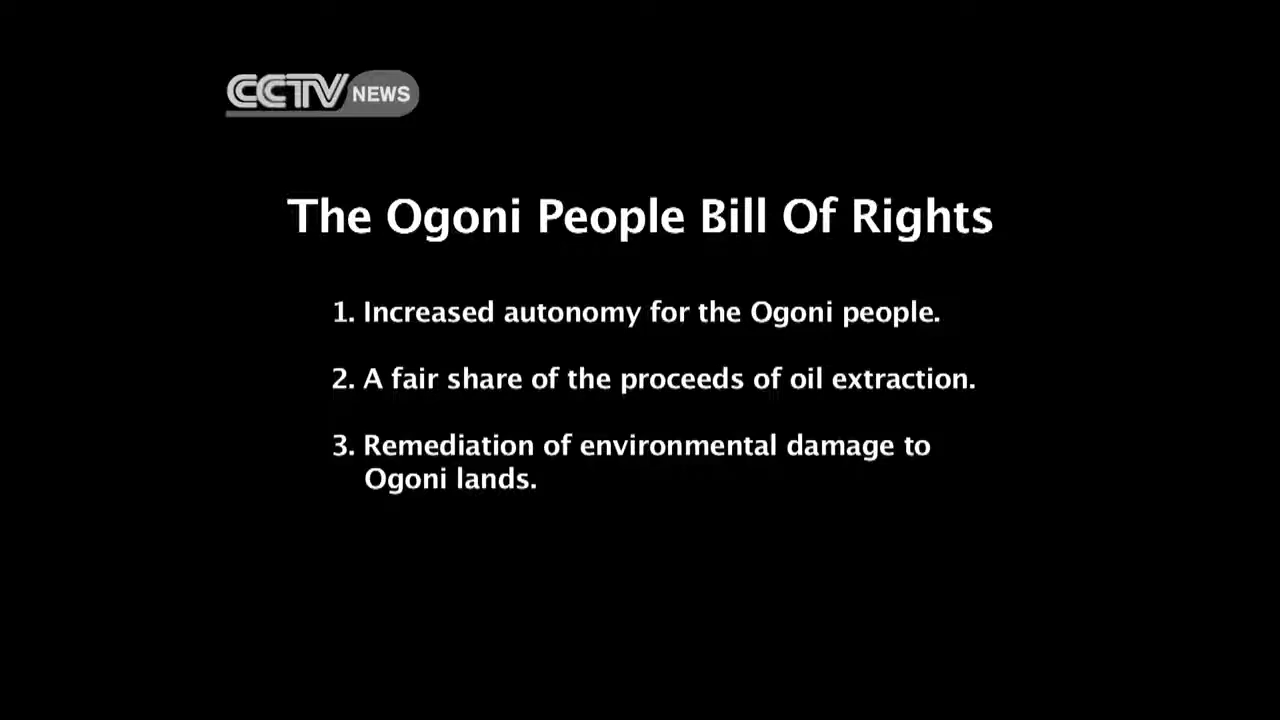 CCTV NEWS
The Ogoni People Bill Of Rights
1. Increased autonomy for the Ogoni people.
2. A fair share of the proceeds of oil extraction.
3. Remediation of environmental damage to
Ogoni lands.